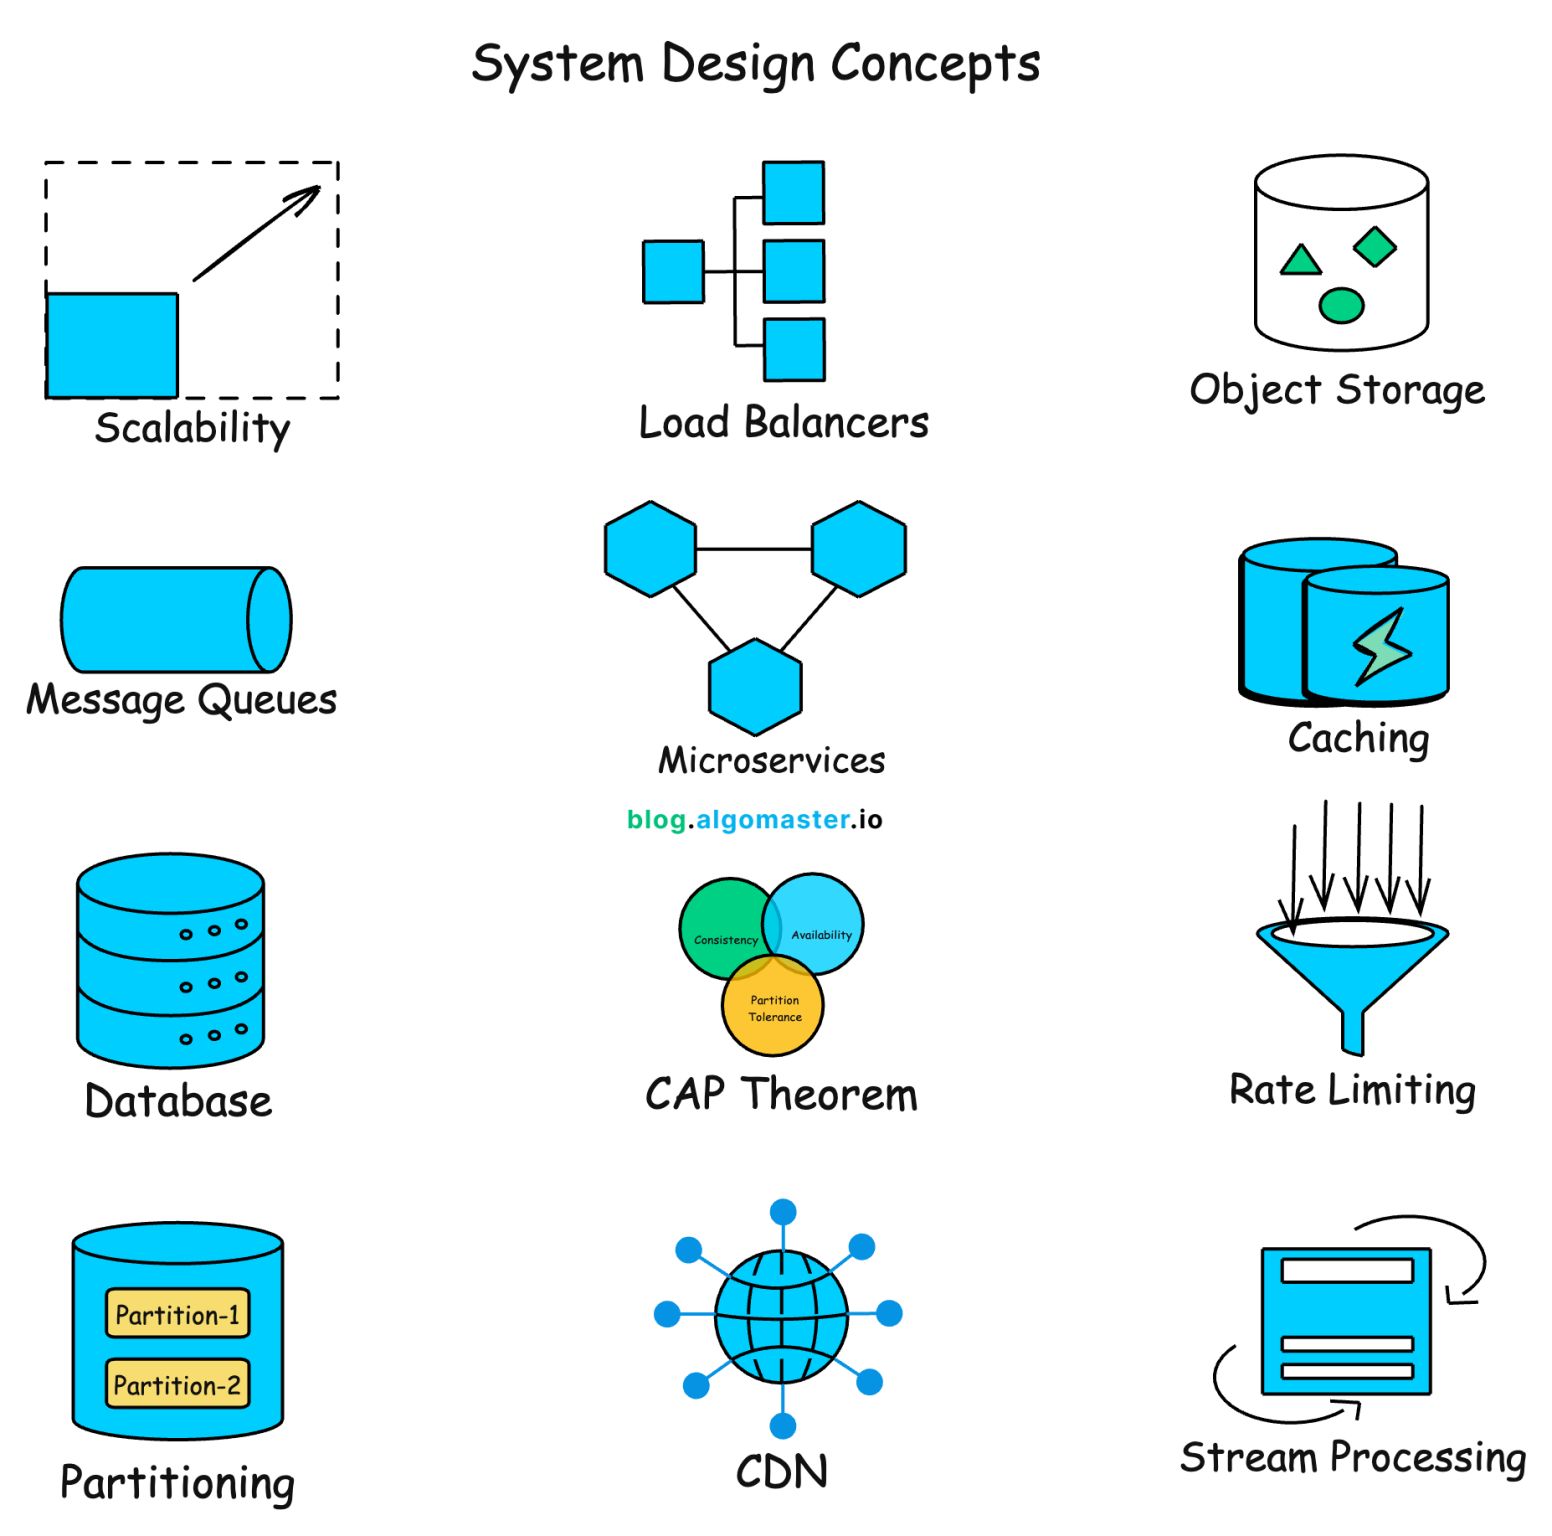 System Design Concepts
Scalability
Load Balancers
Object Storage
Message Queues
Microservices
Caching
blog.algomaster.io
Database
Consistency
Availability
Partition
Tolerance
CAP Theorem
Rate Limiting
Partition-1
Partition-2
Partitioning
CDN
Stream Processing